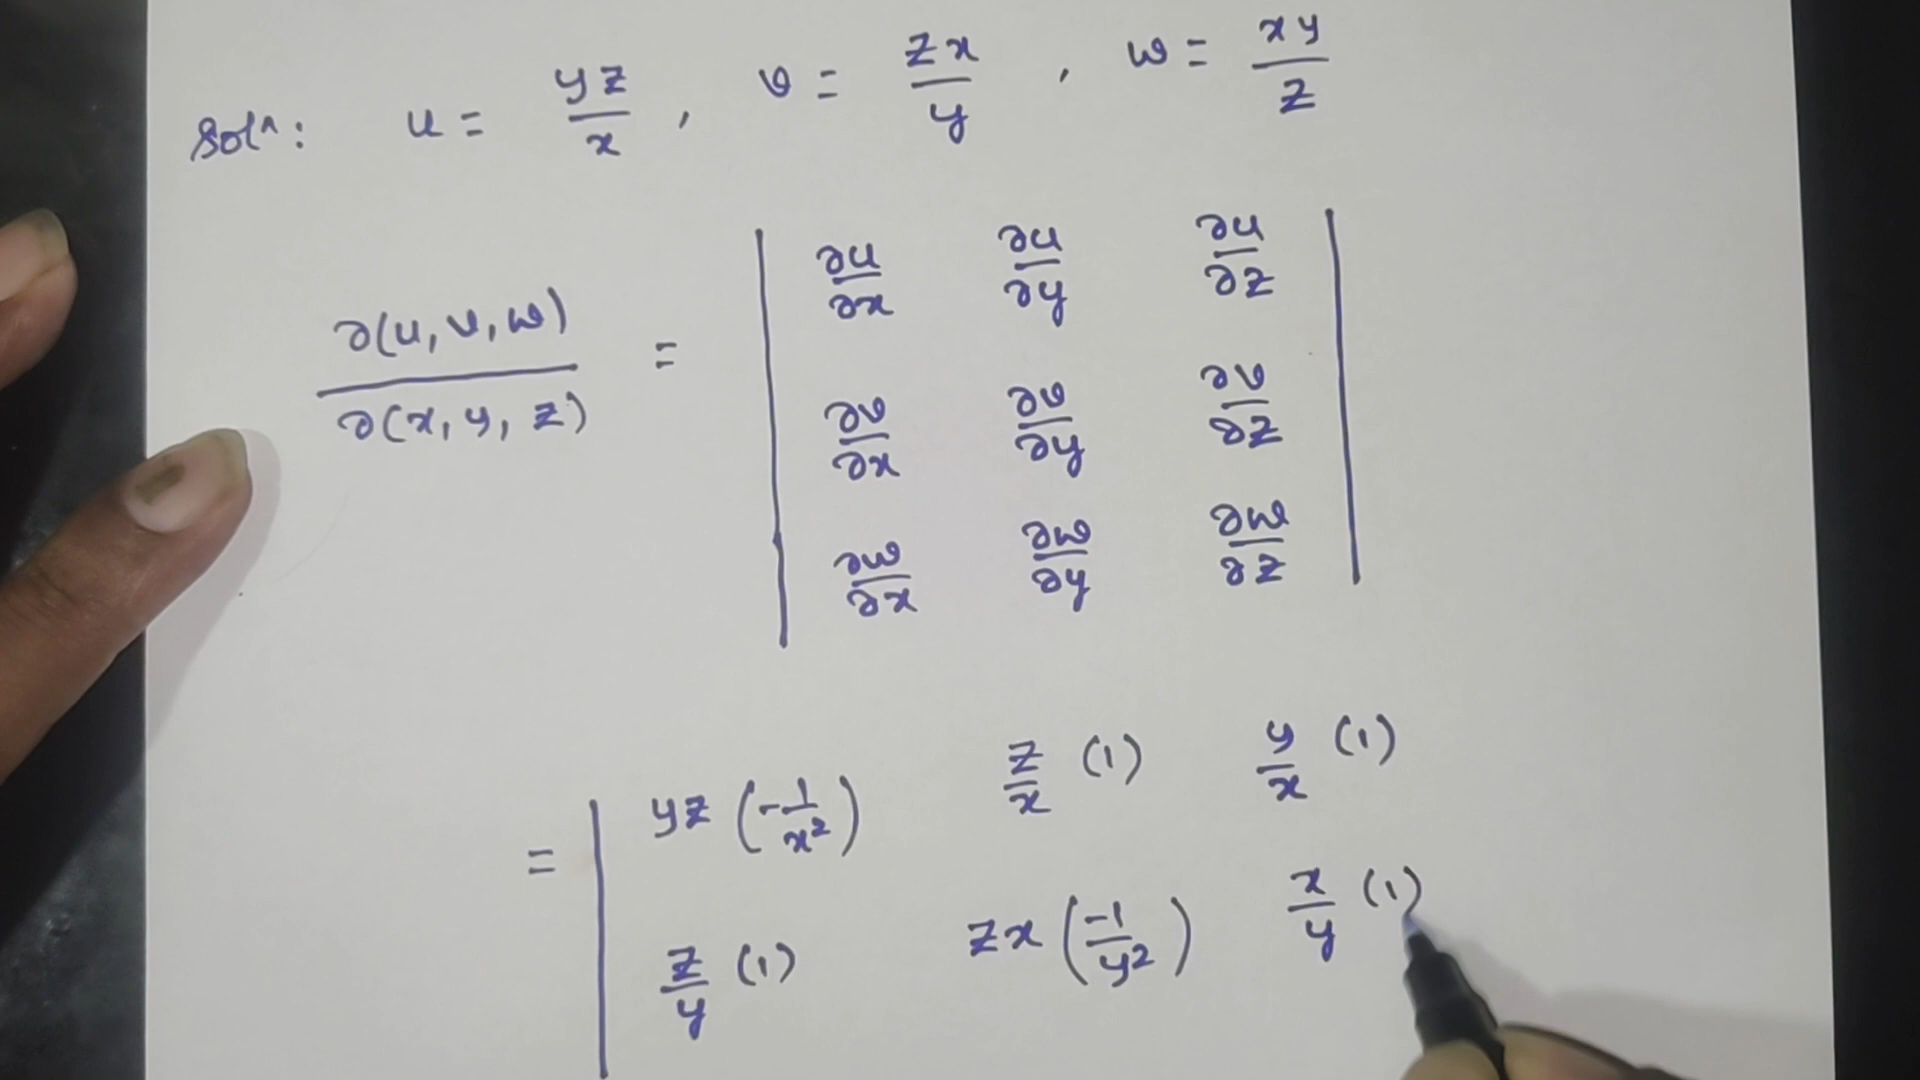 Solⁿ: u = yz/x , v = zx/y , w = xy/z
∂(u,v,w)/∂(x,y,z) = | ∂u/∂x ∂u/∂y ∂u/∂z |
| ∂v/∂x ∂v/∂y ∂v/∂z |
| ∂w/∂x ∂w/∂y ∂w/∂z |
= | yz (-1/x²) z/x (1) y/x (1)
| z/y (1) zx (-1/y²) x/y (1)